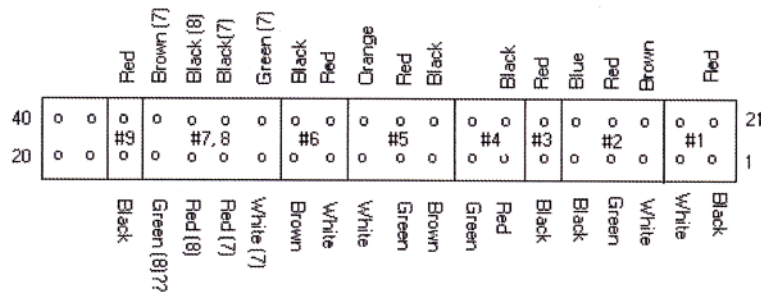 Red Brown (7) Black (8) Black(7) Green (7) Black Red Orange Red Black Black Red Blue Red Brown Red
40 21
#9 #7, 8 #6 #5 #4 #3 #2 #1
20 1
Black Green (8)?? Red (8) Red (7) White (7) Brown White White Green Brown Green Red Black Black Green White White Black